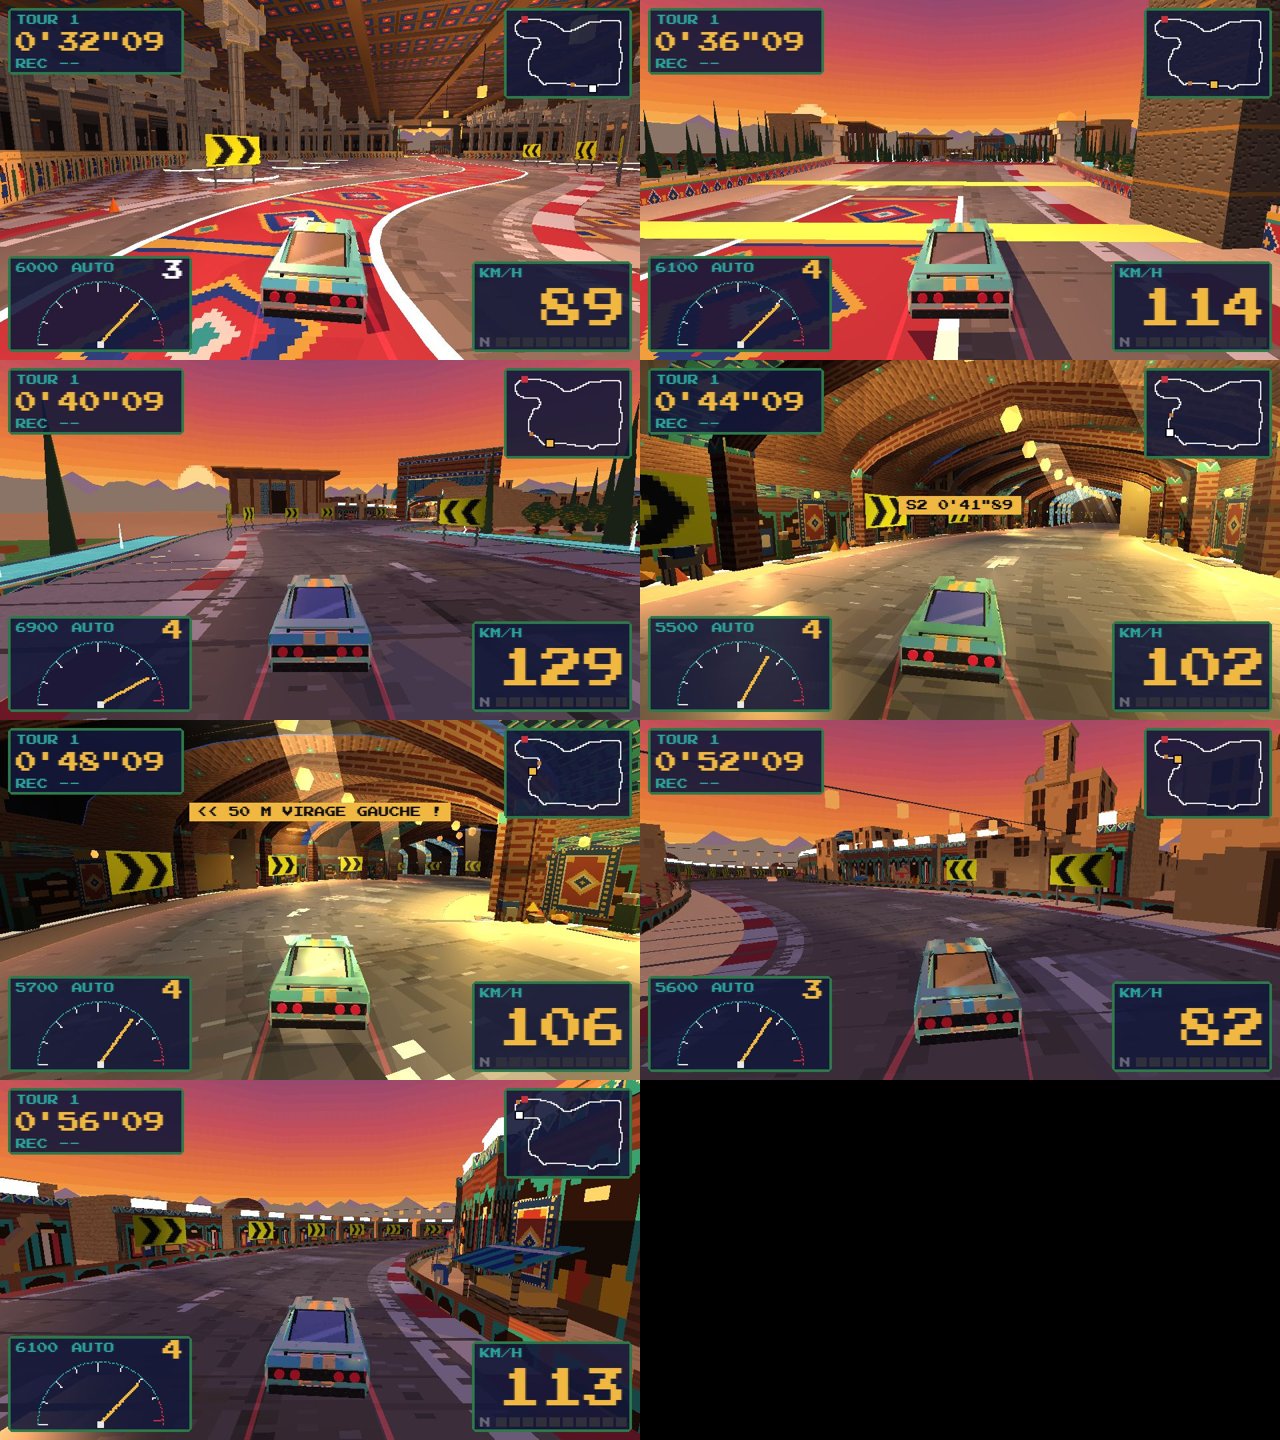 TOUR 1
0'32"09
REC --
6000 AUTO 3
KM/H
89
N
TOUR 1
0'36"09
REC --
6100 AUTO 4
KM/H
114
N
TOUR 1
0'40"09
REC --
6900 AUTO 4
KM/H
129
N
TOUR 1
0'44"09
REC --
S2 0'41"89
5500 AUTO 4
KM/H
102
N
TOUR 1
0'48"09
REC --
<< 50 M VIRAGE GAUCHE !
5700 AUTO 4
KM/H
106
N
TOUR 1
0'52"09
REC --
5600 AUTO 3
KM/H
82
N
TOUR 1
0'56"09
REC --
6100 AUTO 4
KM/H
113
N